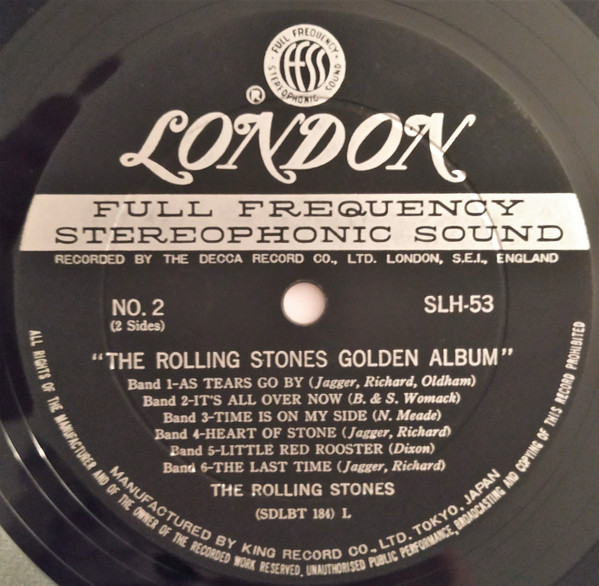 FULL FREQUENCY
ffss
STEREOPHONIC SOUND
®
LONDON
FULL FREQUENCY
STEREOPHONIC SOUND
RECORDED BY THE DECCA RECORD CO., LTD. LONDON, S.E.I., ENGLAND
NO. 2
(2 Sides)
SLH-53
"THE ROLLING STONES GOLDEN ALBUM"
Band 1-AS TEARS GO BY (Jagger, Richard, Oldham)
Band 2-IT'S ALL OVER NOW (B. & S. Womack)
Band 3-TIME IS ON MY SIDE (N. Meade)
Band 4-HEART OF STONE (Jagger, Richard)
Band 5-LITTLE RED ROOSTER (Dixon)
Band 6-THE LAST TIME (Jagger, Richard)
THE ROLLING STONES
(SDLBT 184) L
MANUFACTURED BY KING RECORD CO., LTD. TOKYO, JAPAN
ALL RIGHTS OF THE MANUFACTURER AND OF THE OWNER OF THE RECORDED WORK RESERVED. UNAUTHORISED PUBLIC PERFORMANCE, BROADCASTING AND COPYING OF THIS RECORD PROHIBITED